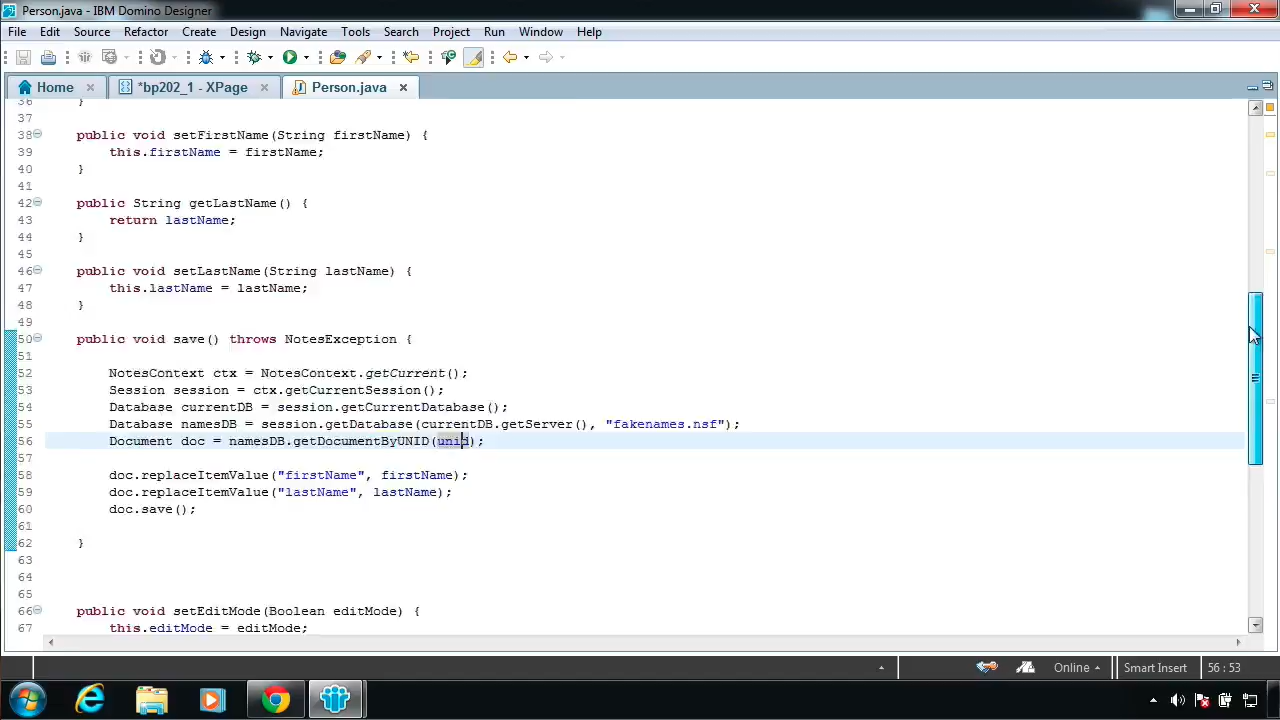 Person.java - IBM Domino Designer
File Edit Source Refactor Create Design Navigate Tools Search Project Run Window Help
Home *bp202_1 - XPage Person.java
36 }
37
38 public void setFirstName(String firstName) {
39 this.firstName = firstName;
40 }
41
42 public String getLastName() {
43 return lastName;
44 }
45
46 public void setLastName(String lastName) {
47 this.lastName = lastName;
48 }
49
50 public void save() throws NotesException {
51
52 NotesContext ctx = NotesContext.getCurrent();
53 Session session = ctx.getCurrentSession();
54 Database currentDB = session.getCurrentDatabase();
55 Database namesDB = session.getDatabase(currentDB.getServer(), "fakenames.nsf");
56 Document doc = namesDB.getDocumentByUNID(unid);
57
58 doc.replaceItemValue("firstName", firstName);
59 doc.replaceItemValue("lastName", lastName);
60 doc.save();
61
62 }
63
64
65
66 public void setEditMode(Boolean editMode) {
67 this.editMode = editMode;
Online Smart Insert 56 : 53